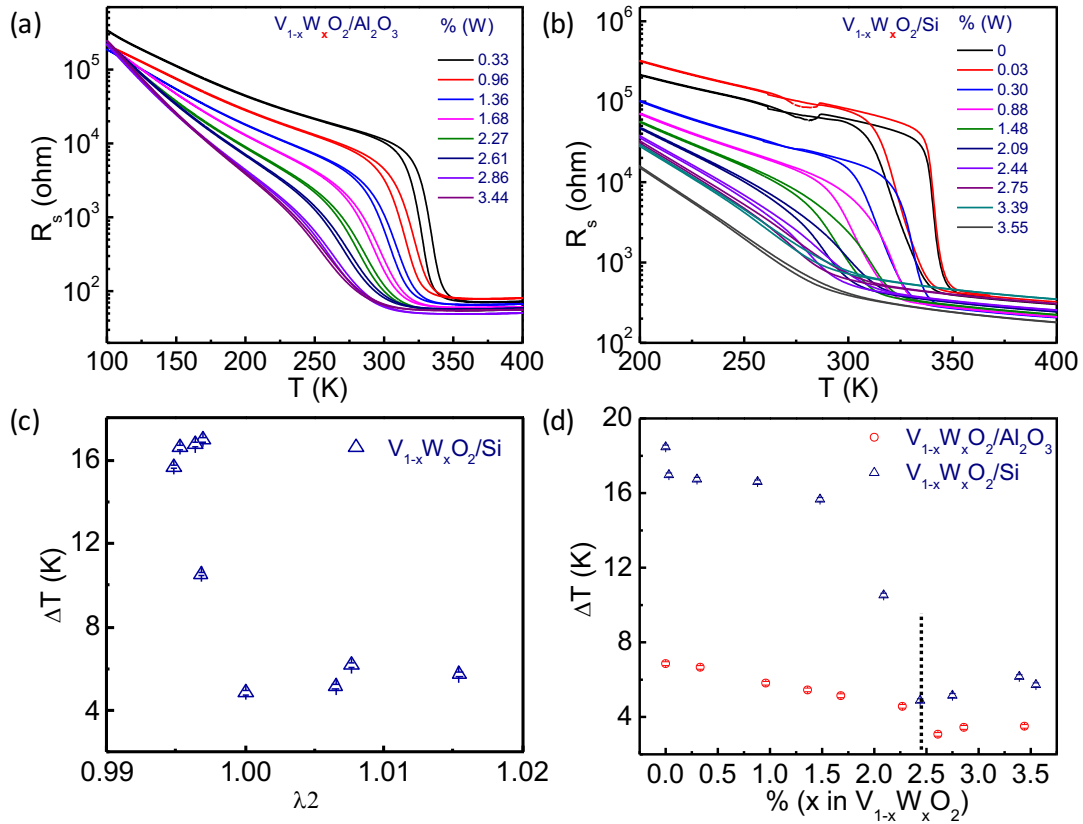 (a)
V1-xWxO2/Al2O3
% (W)
0.33
0.96
1.36
1.68
2.27
2.61
2.86
3.44
10^5
10^4
10^3
10^2
Rs (ohm)
100 150 200 250 300 350 400
T (K)
(b)
V1-xWxO2/Si
% (W)
0
0.03
0.30
0.88
1.48
2.09
2.44
2.75
3.39
3.55
10^6
10^5
10^4
10^3
10^2
Rs (ohm)
200 250 300 350 400
T (K)
(c)
V1-xWxO2/Si
16
12
8
4
ΔT (K)
0.99 1.00 1.01 1.02
λ2
(d)
V1-xWxO2/Al2O3
V1-xWxO2/Si
20
16
12
8
4
ΔT (K)
0.0 0.5 1.0 1.5 2.0 2.5 3.0 3.5
% (x in V1-xWxO2)